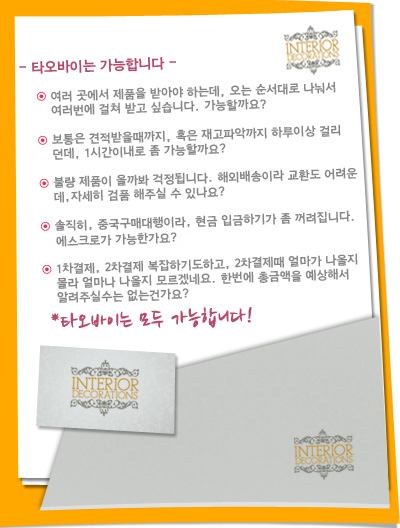 INTERIOR
DECORATIONS
- 타오바이는 가능합니다 -
여러 곳에서 제품을 받아야 하는데, 오는 순서대로 나눠서
여러번에 걸쳐 받고 싶습니다. 가능할까요?
보통은 견적받을때까지, 혹은 재고파악까지 하루이상 걸리
던데, 1시간이내로 좀 가능할까요?
불량 제품이 올까봐 걱정됩니다. 해외배송이라 교환도 어려운
데,자세히 검품 해주실 수 있나요?
솔직히, 중국구매대행이라, 현금 입금하기가 좀 꺼려집니다.
에스크로가 가능한가요?
1차결제, 2차결제 복잡하기도하고, 2차결제때 얼마가 나올지
몰라 얼마나 나올지 모르겠네요. 한번에 총금액을 예상해서
알려주실수는 없는건가요?
*타오바이는 모두 가능합니다!
INTERIOR
DECORATIONS
INTERIOR
DECORATIONS